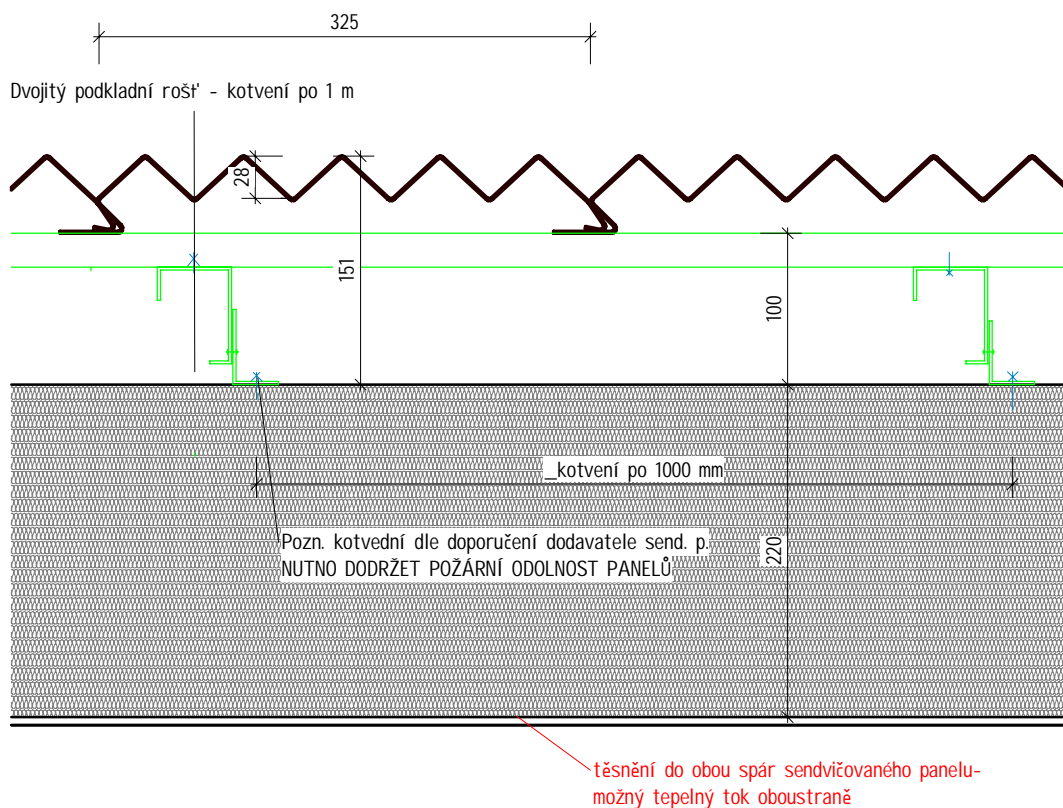 325
Dvojitý podkladní rošť - kotvení po 1 m
28
151
100
_kotvení po 1000 mm
Pozn. kotvední dle doporučení dodavatele send. p.
NUTNO DODRŽET POŽÁRNÍ ODOLNOST PANELŮ
220
těsnění do obou spár sendvičovaného panelu-
možný tepelný tok oboustraně